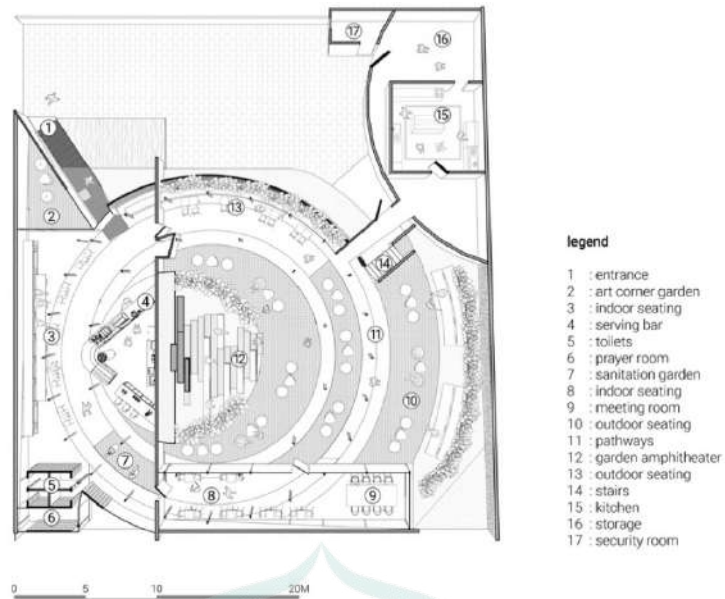 17
16
15
1
2
13
14
4
3
11
12
10
7
5
8
9
6
0 5 10 20M
legend
1 : entrance
2 : art corner garden
3 : indoor seating
4 : serving bar
5 : toilets
6 : prayer room
7 : sanitation garden
8 : indoor seating
9 : meeting room
10 : outdoor seating
11 : pathways
12 : garden amphitheater
13 : outdoor seating
14 : stairs
15 : kitchen
16 : storage
17 : security room